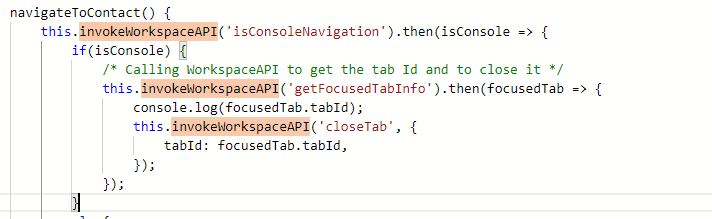 navigateToContact() {
this.invokeWorkspaceAPI('isConsoleNavigation').then(isConsole => {
if(isConsole) {
/* Calling WorkspaceAPI to get the tab Id and to close it */
this.invokeWorkspaceAPI('getFocusedTabInfo').then(focusedTab => {
console.log(focusedTab.tabId);
this.invokeWorkspaceAPI('closeTab', {
tabId: focusedTab.tabId,
});
});
}